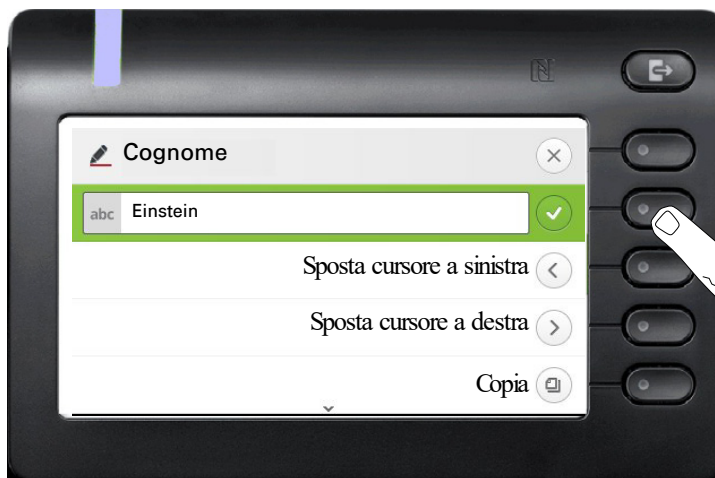 Cognome
abc Einstein
Sposta cursore a sinistra
Sposta cursore a destra
Copia